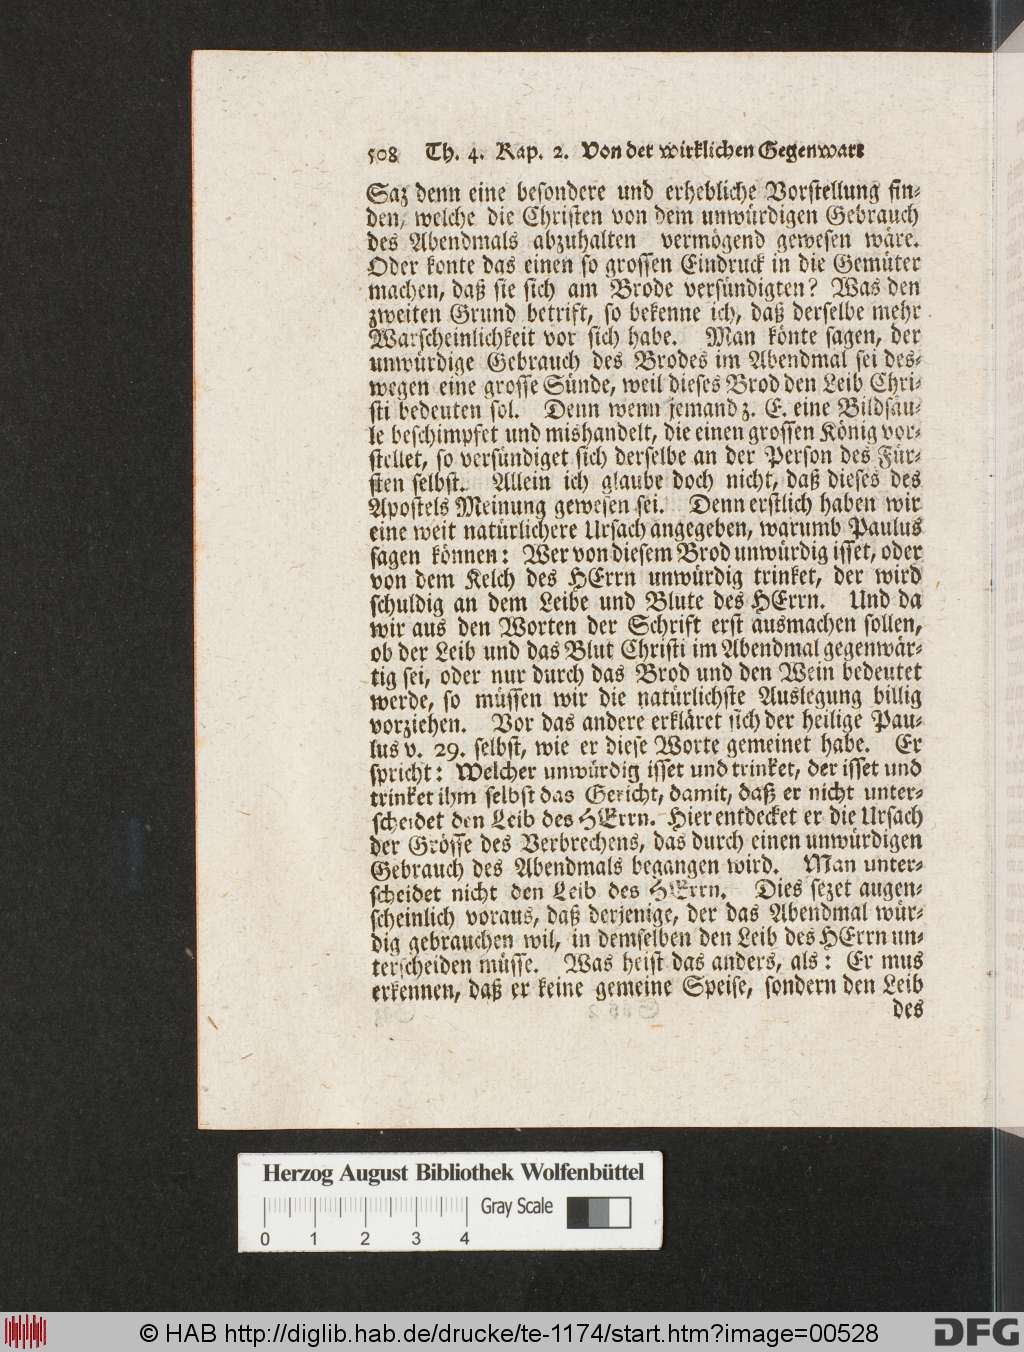 508 Th. 4. Kap. 2. Von der wirklichen Gegenwart
Saz denn eine besondere und erhebliche Vorstellung fin-
den, welche die Christen von dem unwürdigen Gebrauch
des Abendmals abzuhalten vermögend gewesen wäre.
Oder konte das einen so grossen Eindruck in die Gemüter
machen, daß sie sich am Brode versündigten? Was den
zweiten Grund betrift, so bekenne ich, daß derselbe mehr
Warscheinlichkeit vor sich habe. Man könte sagen, der
unwürdige Gebrauch des Brodes im Abendmal sei des-
wegen eine grosse Sünde, weil dieses Brod den Leib Chri-
sti bedeuten sol. Denn wenn jemand z. E. eine Bildsäu-
le beschimpfet und mishandelt, die einen grossen König vor-
stellet, so versündiget sich derselbe an der Person des Für-
sten selbst. Allein ich glaube doch nicht, daß dieses des
Apostels Meinung gewesen sei. Denn erstlich haben wir
eine weit natürlichere Ursach angegeben, warumb Paulus
sagen können: Wer von diesem Brod unwürdig isset, oder
von dem Kelch des HErrn unwürdig trinket, der wird
schuldig an dem Leibe und Blute des HErrn. Und da
wir aus den Worten der Schrift erst ausmachen sollen,
ob der Leib und das Blut Christi im Abendmal gegenwär-
tig sei, oder nur durch das Brod und den Wein bedeutet
werde, so müssen wir die natürlichste Auslegung billig
vorziehen. Vor das andere erkläret sich der heilige Pau-
lus v. 29. selbst, wie er diese Worte gemeinet habe. Er
spricht: Welcher unwürdig isset und trinket, der isset und
trinket ihm selbst das Gericht, damit, daß er nicht unter-
scheidet den Leib des HErrn. Hier entdecket er die Ursach
der Grösse des Verbrechens, das durch einen unwürdigen
Gebrauch des Abendmals begangen wird. Man unter-
scheidet nicht den Leib des HErrn. Dies sezet augen-
scheinlich voraus, daß derjenige, der das Abendmal wür-
dig gebrauchen wil, in demselben den Leib des HErrn un-
terscheiden müsse. Was heist das anders, als: Er mus
erkennen, daß er keine gemeine Speise, sondern den Leib
des
Herzog August Bibliothek Wolfenbüttel
Gray Scale
0 1 2 3 4
© HAB http://diglib.hab.de/drucke/te-1174/start.htm?image=00528
DFG